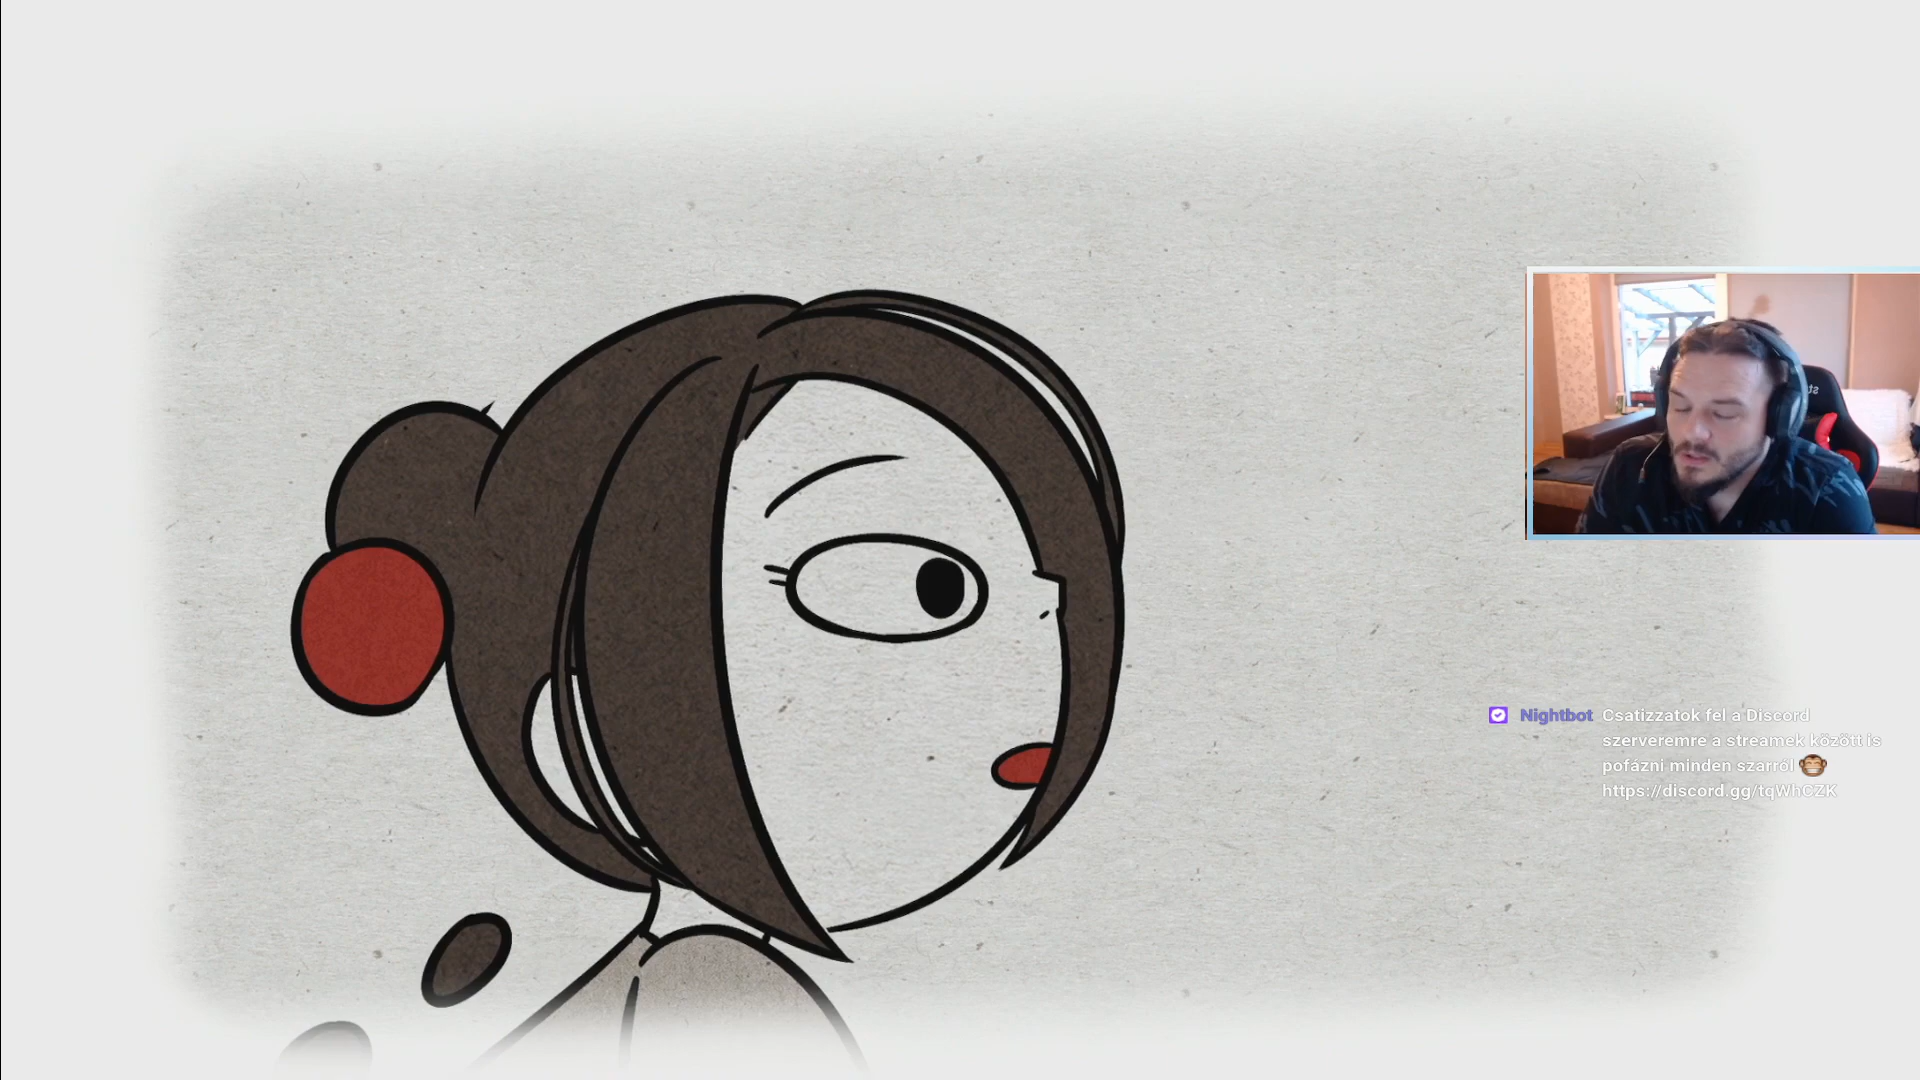 Nightbot Csatizzatok fel a Discord
szerveremre a streamek között is
pofázni minden szarról
https://discord.gg/tqWhCZK